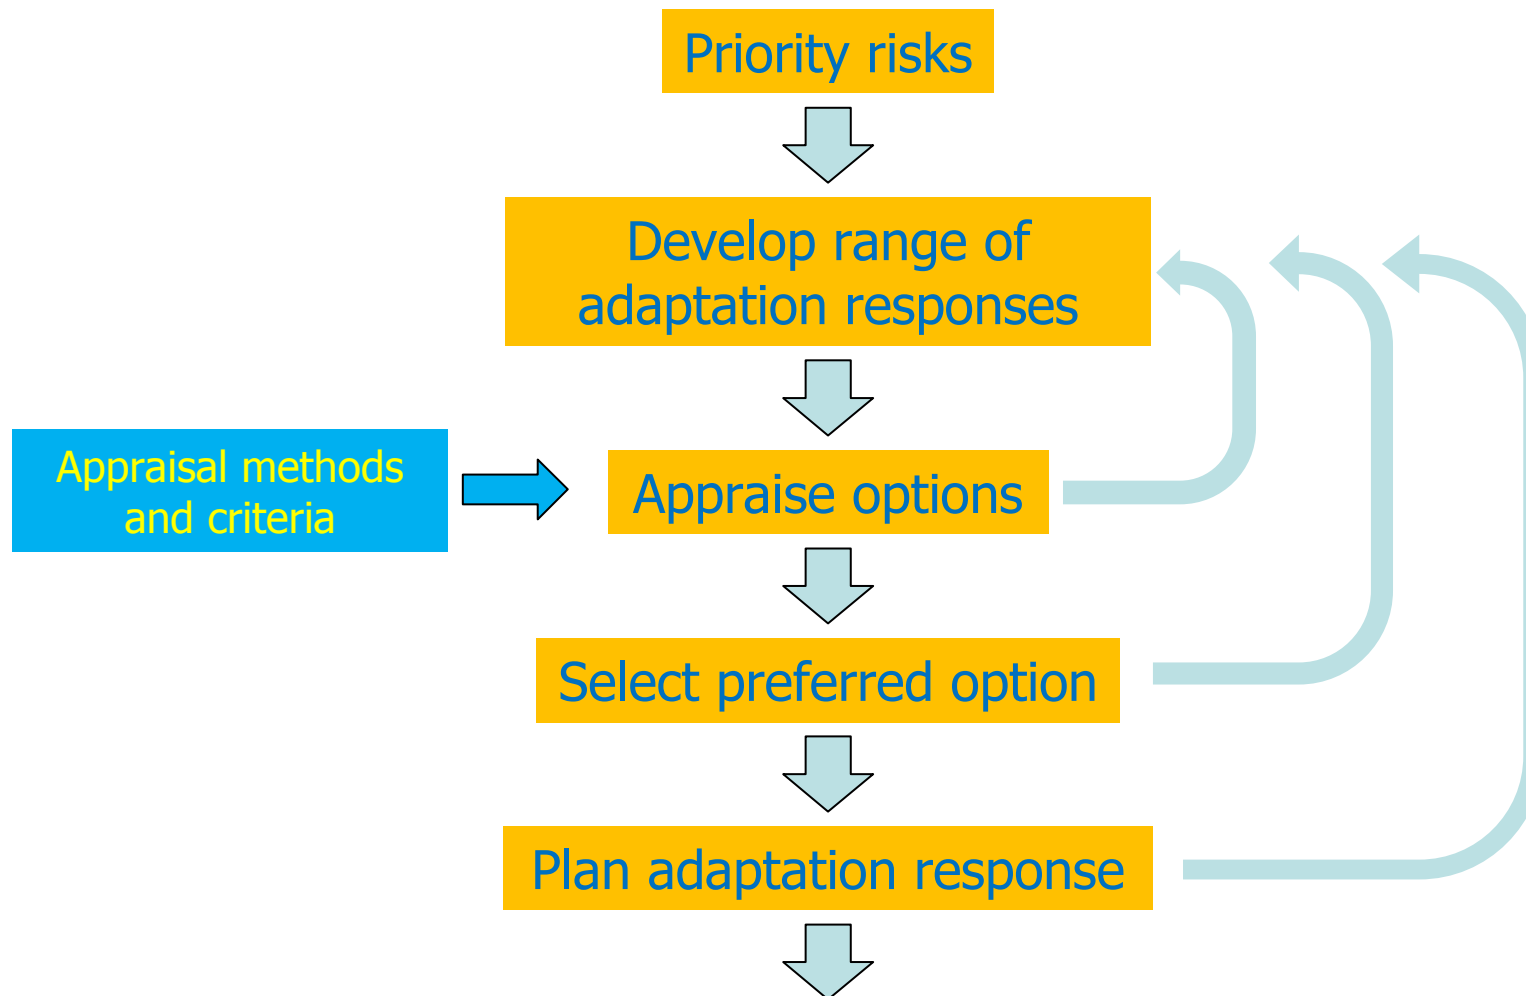 Priority risks
Develop range of
adaptation responses
Appraisal methods
and criteria
Appraise options
Select preferred option
Plan adaptation response